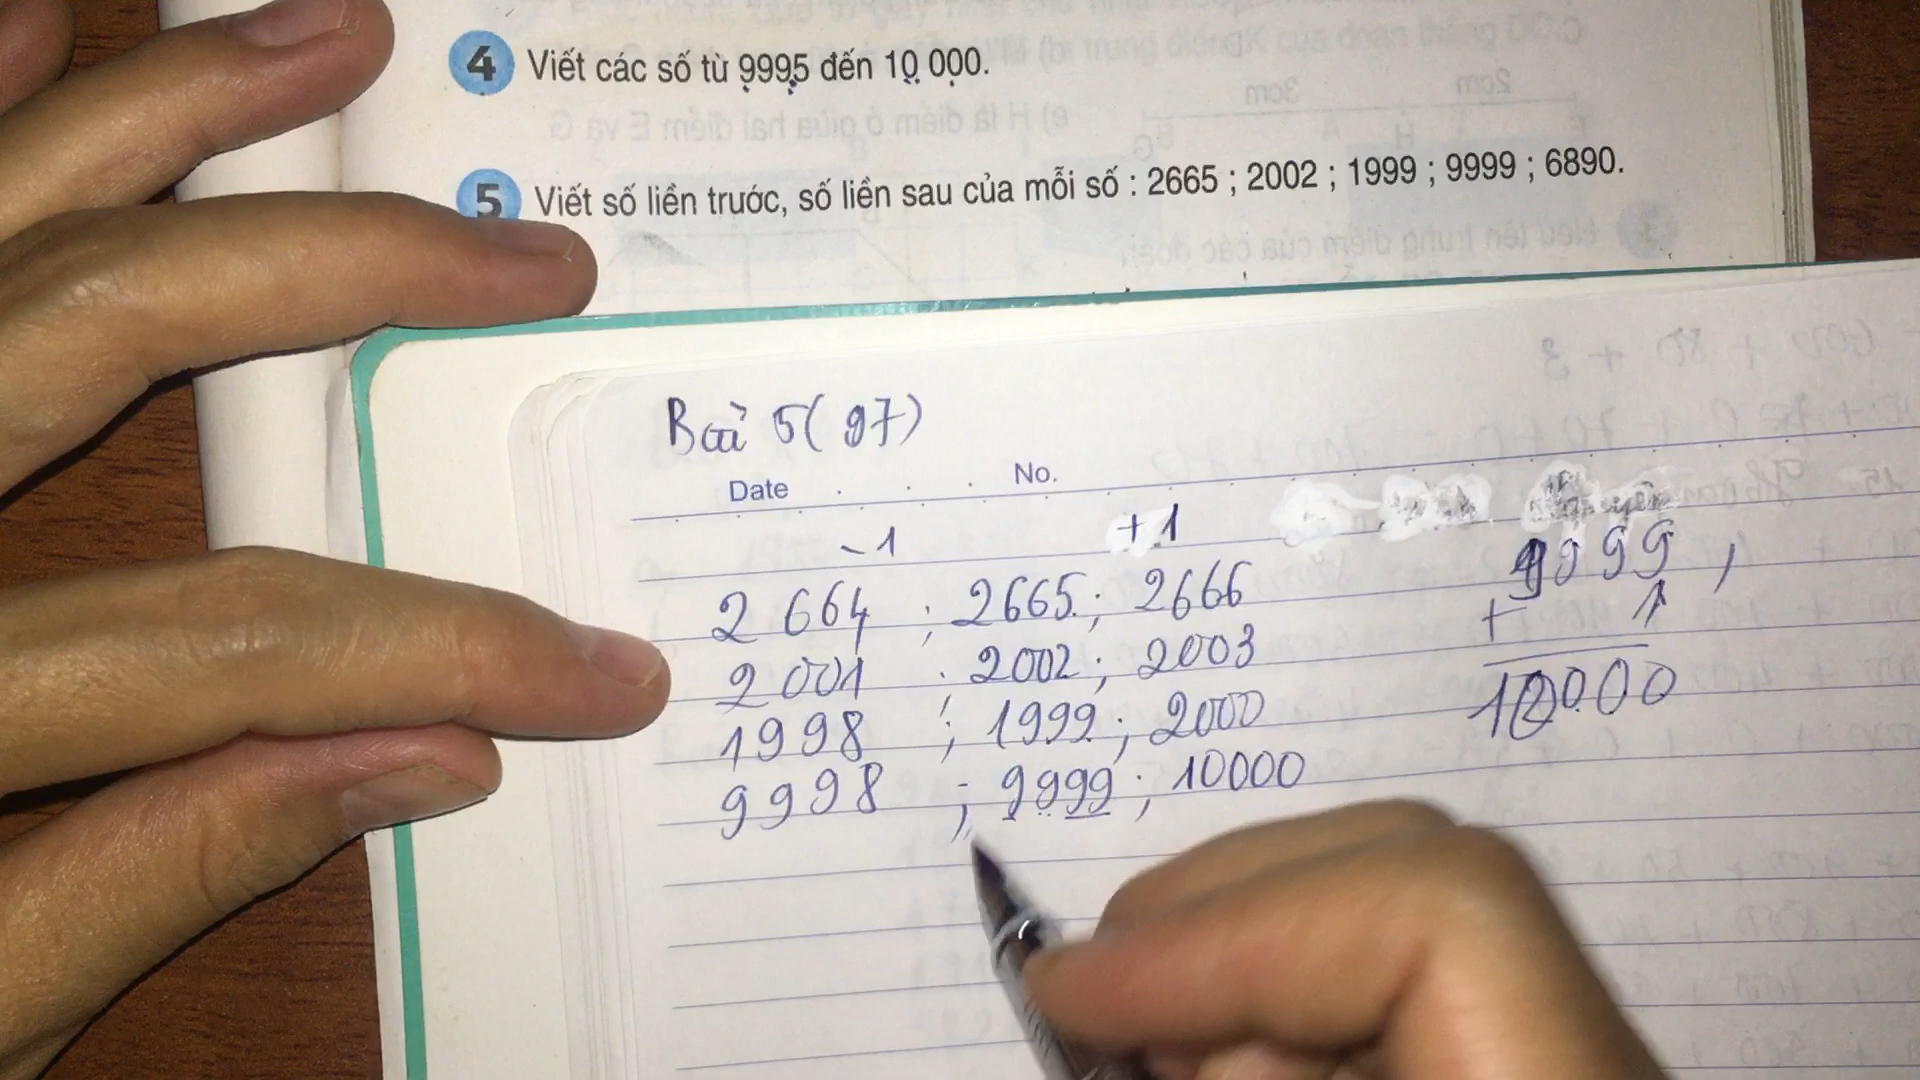 4 Viết các số từ 9995 đến 10 000.
5 Viết số liền trước, số liền sau của mỗi số : 2665 ; 2002 ; 1999 ; 9999 ; 6890.
Bài 5 (97)
Date No.
-1 +1
2664 ; 2665 ; 2666
2001 ; 2002 ; 2003
1998 ; 1999 ; 2000
9998 ; 9999 ; 10000
9999
+ 1
10000